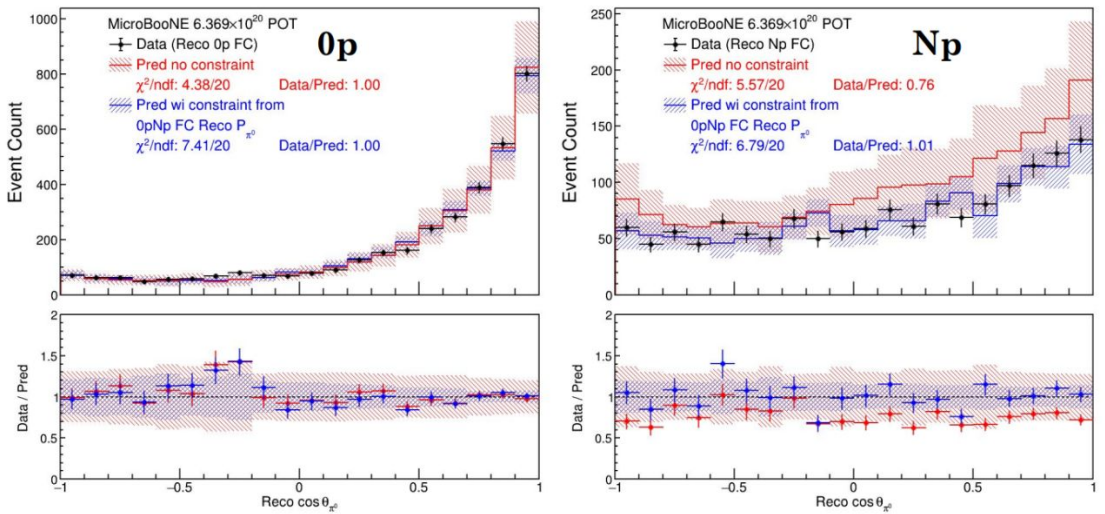 MicroBooNE 6.369×10²⁰ POT
0p
Data (Reco 0p FC)
Pred no constraint
χ²/ndf: 4.38/20 Data/Pred: 1.00
Pred wi constraint from
0pNp FC Reco P_π⁰
χ²/ndf: 7.41/20 Data/Pred: 1.00
Event Count
1000
800
600
400
200
0
Data / Pred
2
1.5
1
0.5
0
−1 −0.5 0 0.5 1
Reco cos θ_π⁰
MicroBooNE 6.369×10²⁰ POT
Np
Data (Reco Np FC)
Pred no constraint
χ²/ndf: 5.57/20 Data/Pred: 0.76
Pred wi constraint from
0pNp FC Reco P_π⁰
χ²/ndf: 6.79/20 Data/Pred: 1.01
Event Count
250
200
150
100
50
0
Data / Pred
2
1.5
1
0.5
0
−1 −0.5 0 0.5 1
Reco cos θ_π⁰